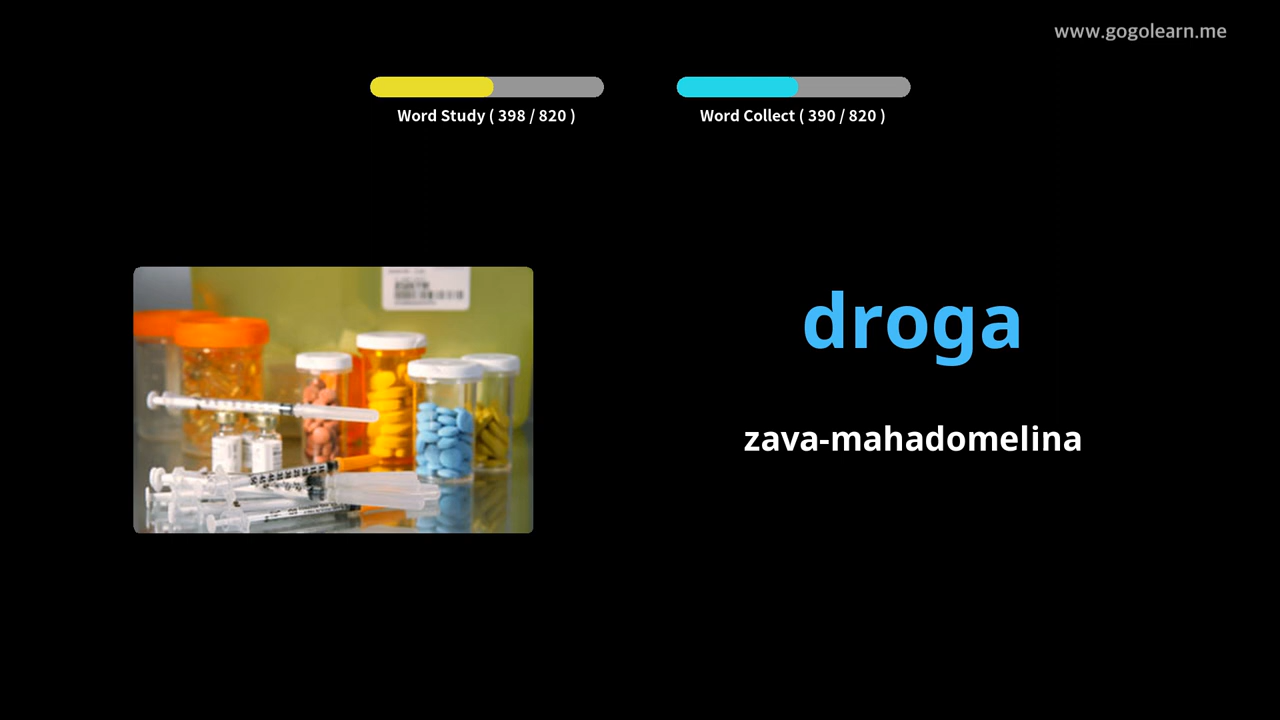 www.gogolearn.me
Word Study ( 398 / 820 )
Word Collect ( 390 / 820 )
droga
zava-mahadomelina